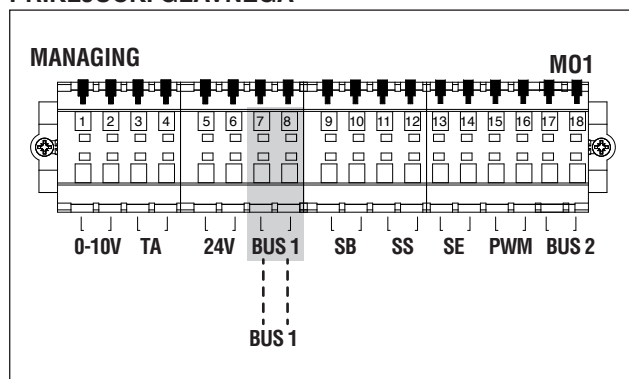 MANAGING
M01
1 2 3 4 5 6 7 8 9 10 11 12 13 14 15 16 17 18
0-10V TA 24V BUS 1 SB SS SE PWM BUS 2
BUS 1